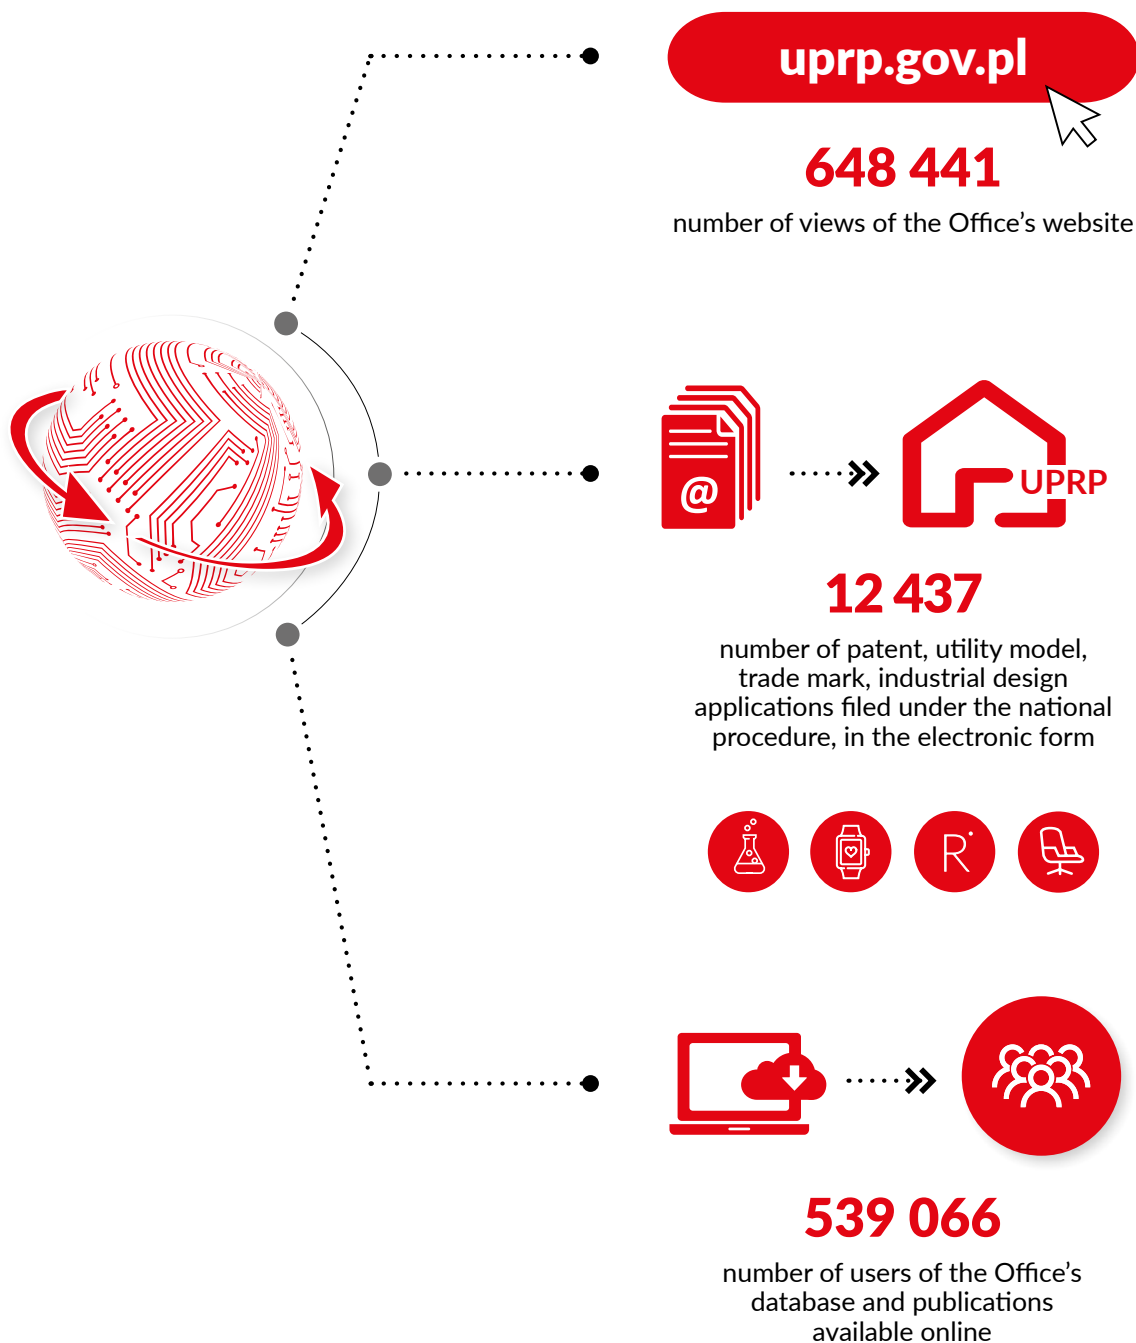 uprp.gov.pl
648 441
number of views of the Office's website
@
UPRP
12 437
number of patent, utility model,
trade mark, industrial design
applications filed under the national
procedure, in the electronic form
R
539 066
number of users of the Office's
database and publications
available online